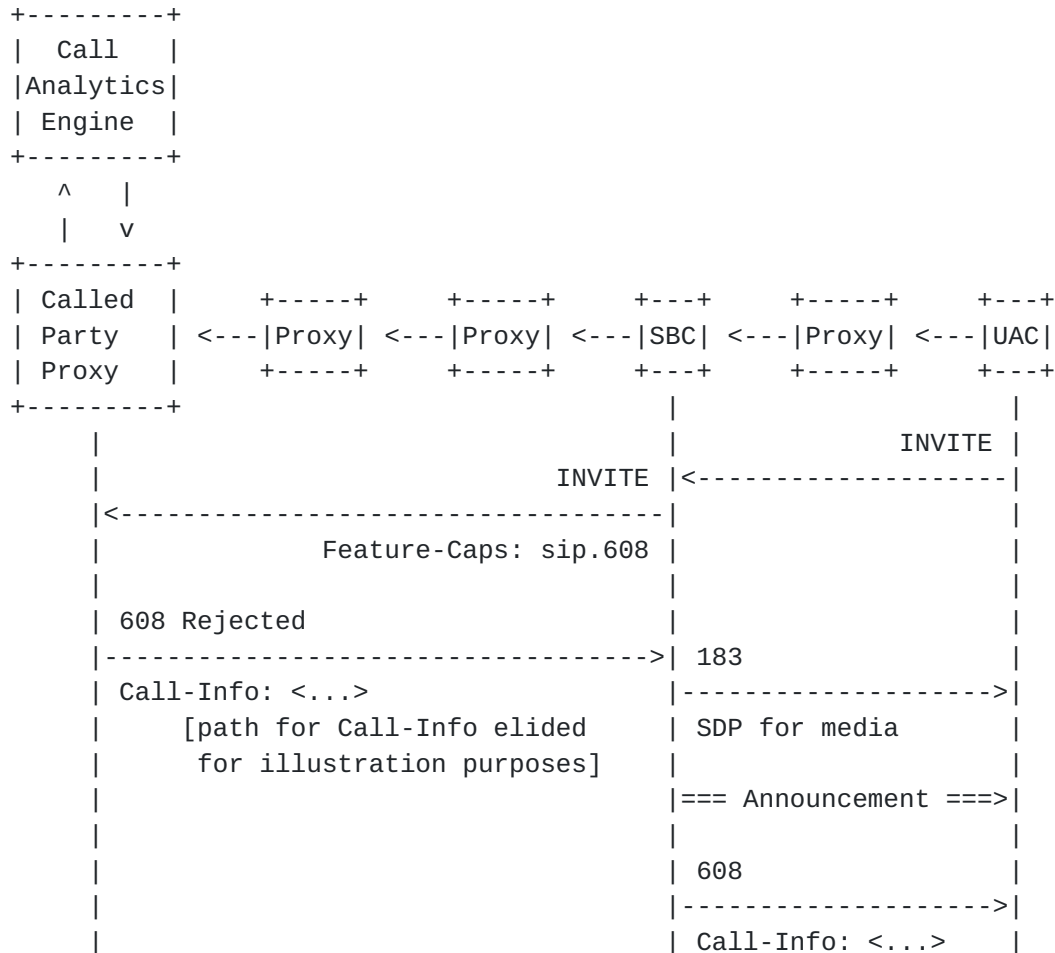 +---------+
|  Call   |
|Analytics|
| Engine  |
+---------+
   ^   |
   |   v
+---------+
| Called  |     +-----+     +-----+     +---+     +-----+     +---+
| Party   | <---|Proxy| <---|Proxy| <---|SBC| <---|Proxy| <---|UAC|
| Proxy   |     +-----+     +-----+     +---+     +-----+     +---+
+---------+                               |                     |
     |                                    |              INVITE |
     |                             INVITE |<--------------------|
     |<-----------------------------------|                     |
     |              Feature-Caps: sip.608 |                     |
     |                                    |                     |
     | 608 Rejected                       |                     |
     |----------------------------------->| 183                 |
     | Call-Info: <...>                   |-------------------->|
     |     [path for Call-Info elided     | SDP for media       |
     |      for illustration purposes]    |                     |
     |                                    |=== Announcement ===>|
     |                                    |                     |
     |                                    | 608                 |
     |                                    |-------------------->|
     |                                    | Call-Info: <...>    |